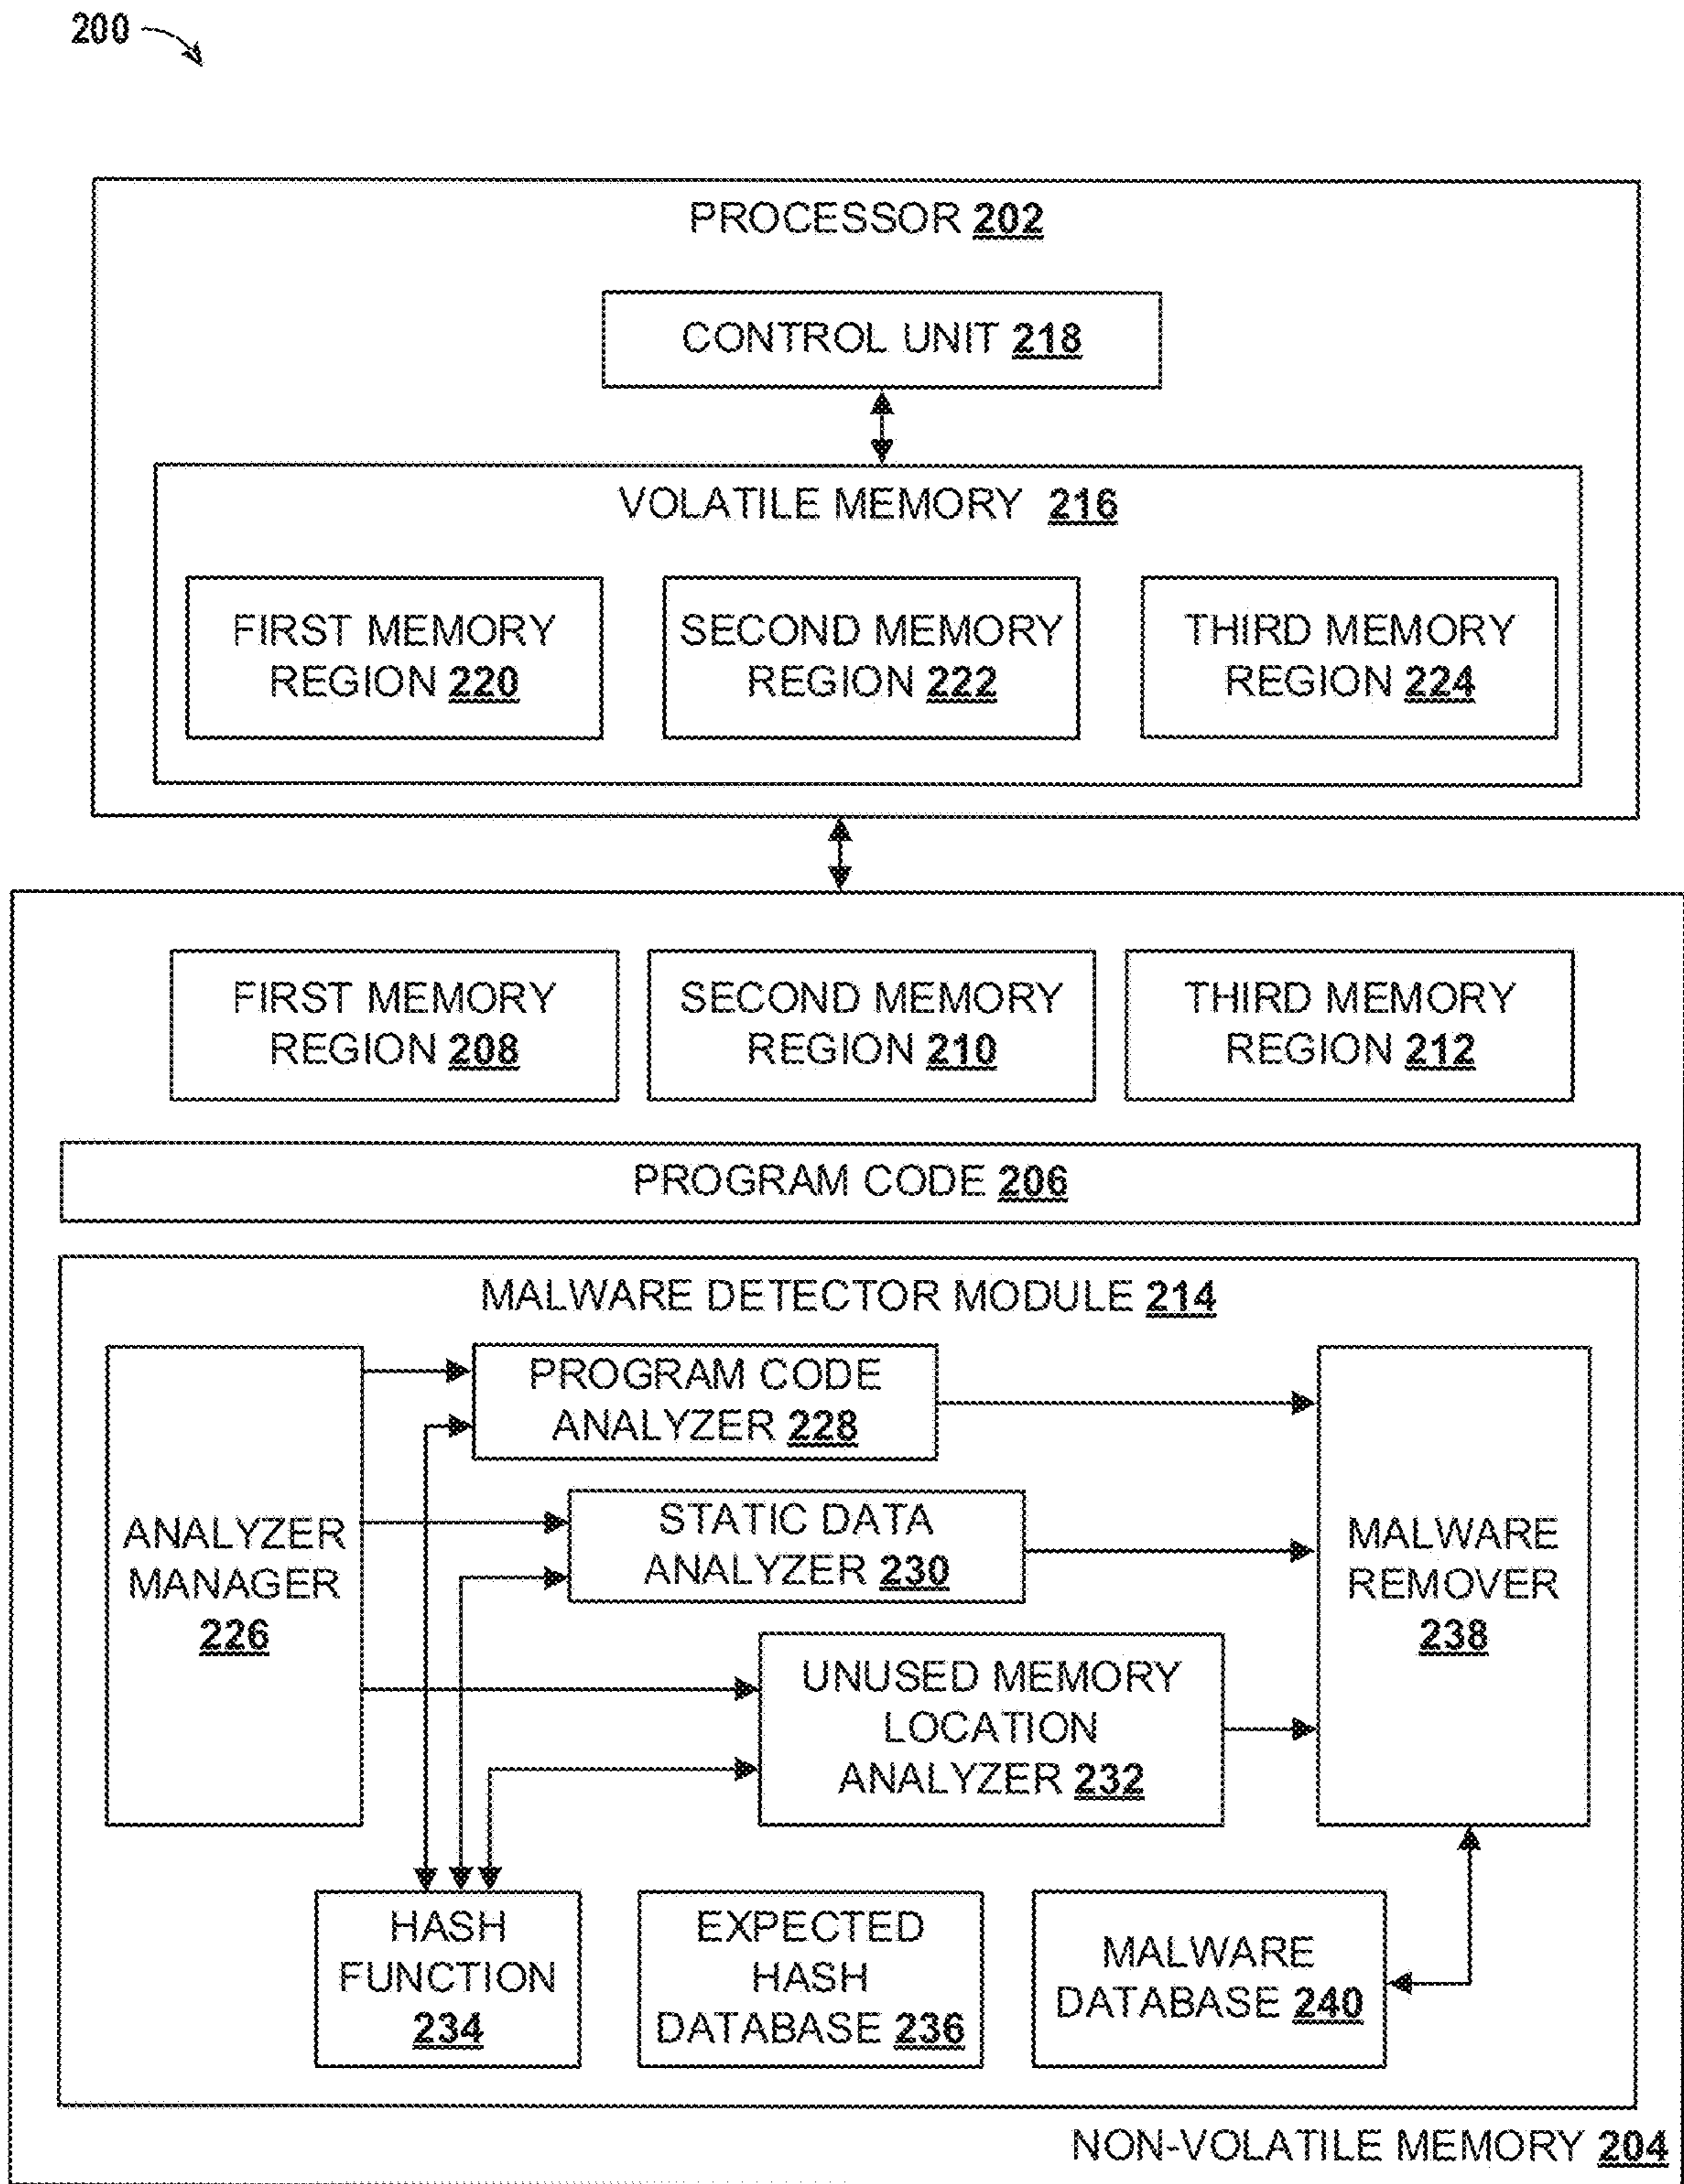 200
PROCESSOR 202
CONTROL UNIT 218
VOLATILE MEMORY 216
FIRST MEMORY
REGION 220
SECOND MEMORY
REGION 222
THIRD MEMORY
REGION 224
FIRST MEMORY
REGION 208
SECOND MEMORY
REGION 210
THIRD MEMORY
REGION 212
PROGRAM CODE 206
MALWARE DETECTOR MODULE 214
ANALYZER
MANAGER
226
PROGRAM CODE
ANALYZER 228
STATIC DATA
ANALYZER 230
UNUSED MEMORY
LOCATION
ANALYZER 232
MALWARE
REMOVER
238
HASH
FUNCTION
234
EXPECTED
HASH
DATABASE 236
MALWARE
DATABASE 240
NON-VOLATILE MEMORY 204